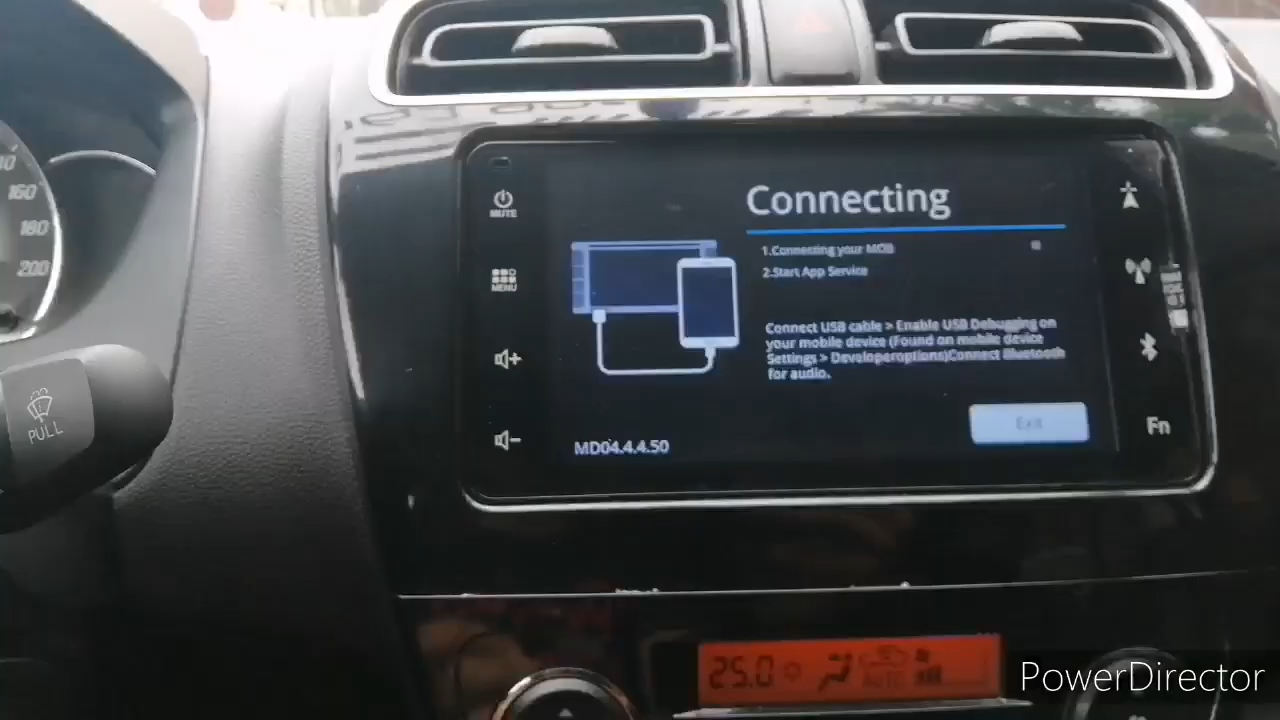 160
180
200
PULL
MUTE
MENU
Connecting
1.Connecting your MOB
2.Start App Service
Connect USB cable > Enable USB Debugging on
your mobile device (Found on mobile device
Settings > Developeroptions)Connect Bluetooth
for audio.
Exit
MD04.4.4.50
Fn
25.0
AUTO
PowerDirector